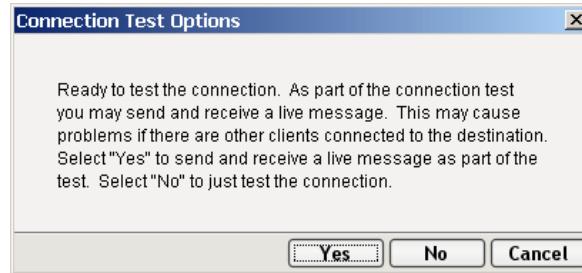 Connection Test Options
Ready to test the connection.  As part of the connection test
you may send and receive a live message.  This may cause
problems if there are other clients connected to the destination.
Select "Yes" to send and receive a live message as part of the
test.  Select "No" to just test the connection.
Yes No Cancel